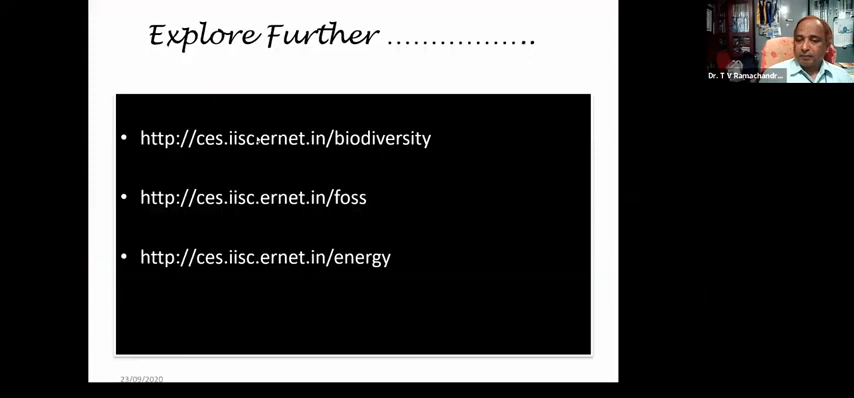 Explore Further ……………..
Dr. T V Ramachandr...
• http://ces.iisc.ernet.in/biodiversity
• http://ces.iisc.ernet.in/foss
• http://ces.iisc.ernet.in/energy
23/09/2020